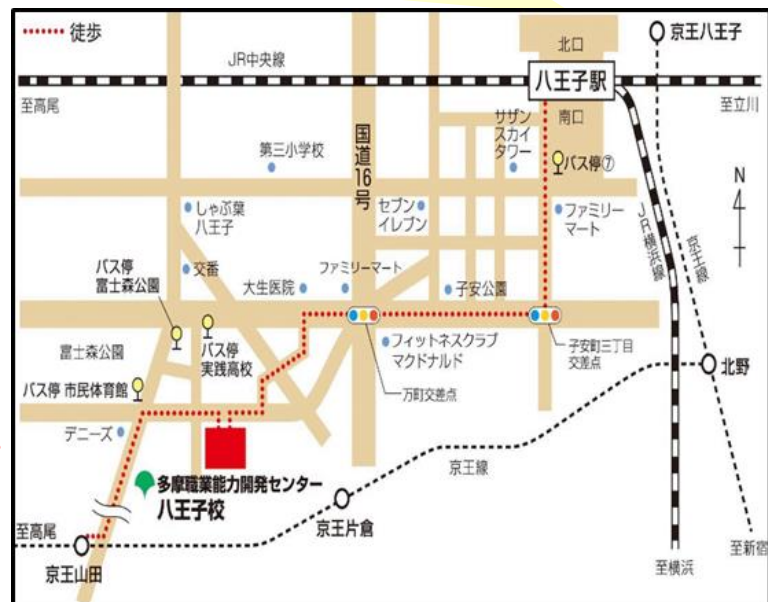 徒歩
北口
京王八王子
JR中央線
八王子駅
至高尾
至立川
南口
サザン
スカイ
タワー
国道16号
第三小学校
バス停⑦
N
しゃぶ葉
八王子
セブン
イレブン
ファミリー
マート
JR横浜線
京王線
バス停
富士森公園
交番
大生医院
ファミリーマート
子安公園
富士森公園
バス停
実践高校
フィットネスクラブ
マクドナルド
子安町三丁目
交差点
バス停 市民体育館
万町交差点
北野
デニーズ
京王線
多摩職業能力開発センター
八王子校
京王片倉
至高尾
京王山田
至横浜
至新宿